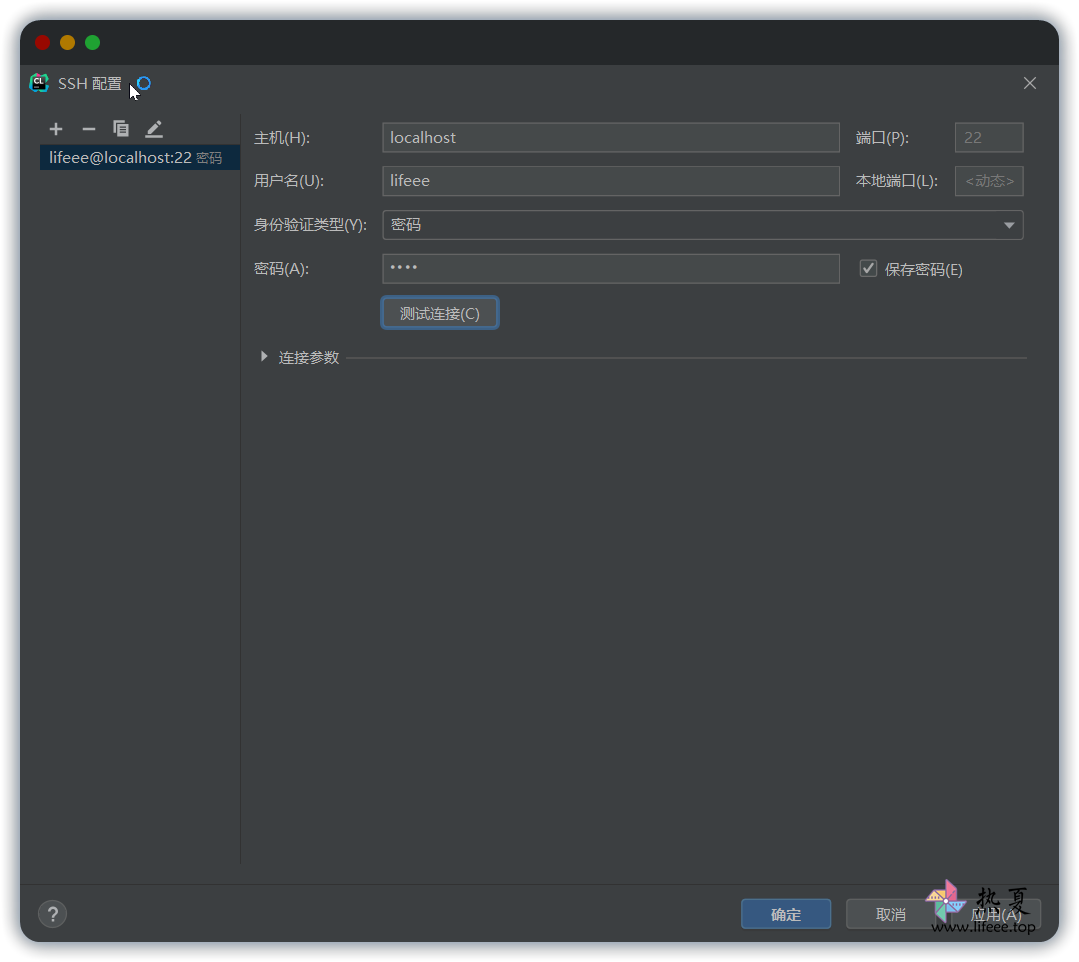 CL
SSH 配置
lifeee@localhost:22 密码
主机(H): localhost 端口(P): 22
用户名(U): lifeee 本地端口(L): <动态>
身份验证类型(Y): 密码
密码(A): •••• 保存密码(E)
测试连接(C)
连接参数
? 确定 取消 应用(A)
热夏
www.lifeee.top